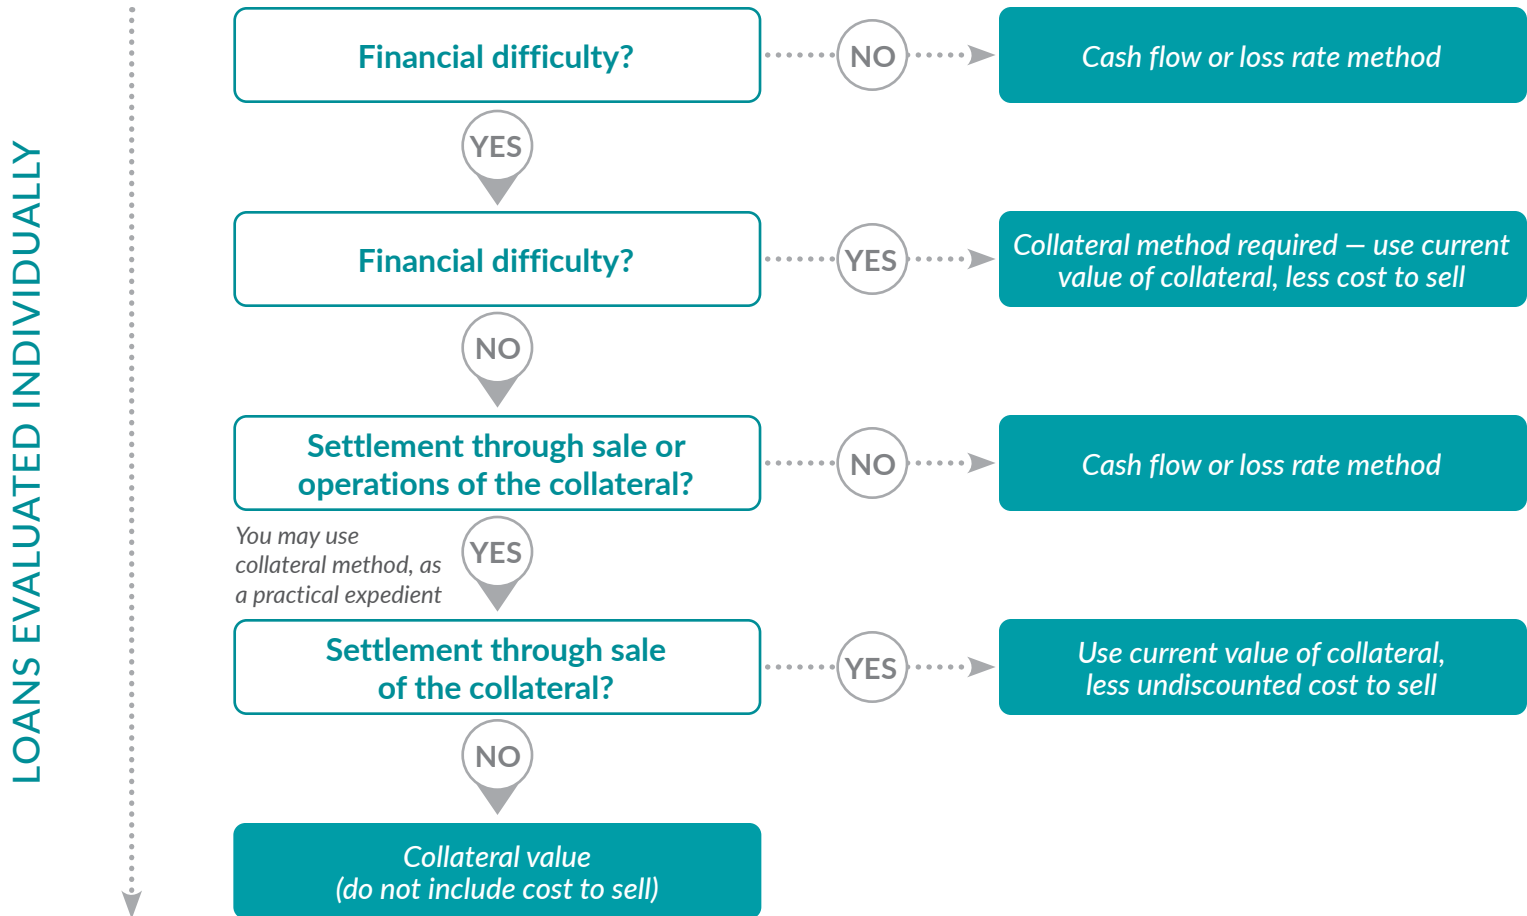 LOANS EVALUATED INDIVIDUALLY
Financial difficulty?
NO
Cash flow or loss rate method
YES
Financial difficulty?
YES
Collateral method required — use current
value of collateral, less cost to sell
NO
Settlement through sale or
operations of the collateral?
NO
Cash flow or loss rate method
You may use
collateral method, as
a practical expedient
YES
Settlement through sale
of the collateral?
YES
Use current value of collateral,
less undiscounted cost to sell
NO
Collateral value
(do not include cost to sell)